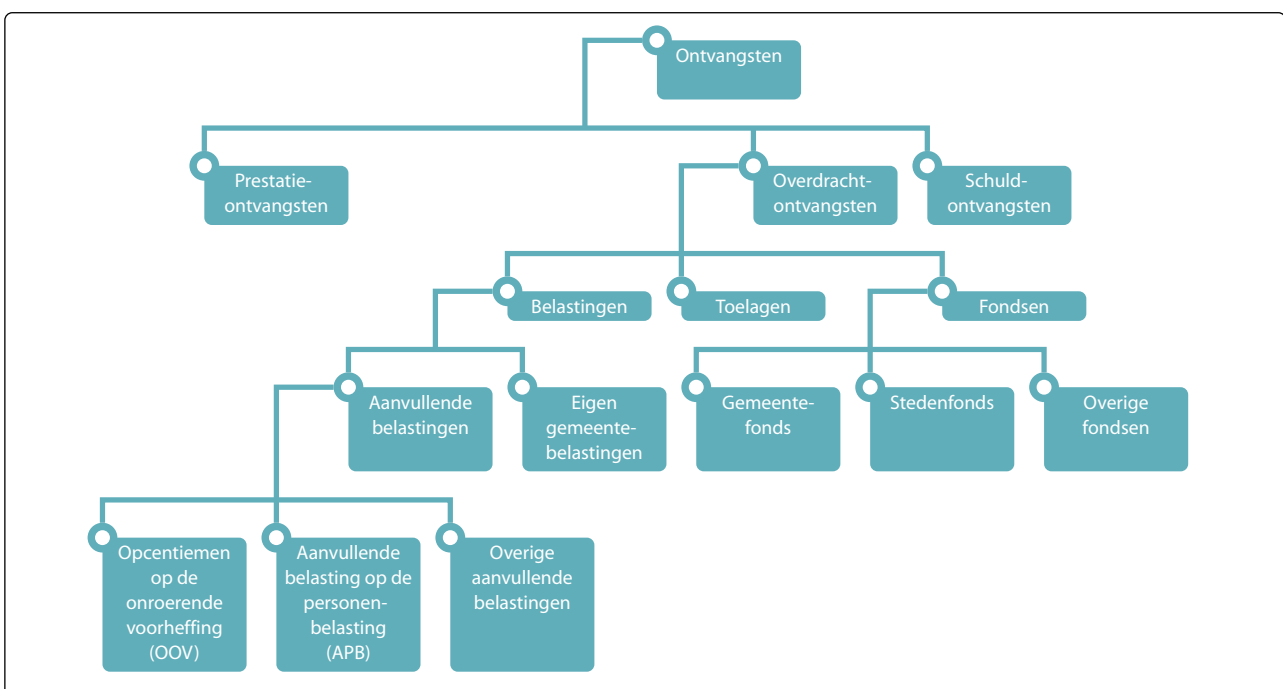 Ontvangsten
Prestatie-
ontvangsten
Overdracht-
ontvangsten
Schuld-
ontvangsten
Belastingen
Toelagen
Fondsen
Aanvullende
belastingen
Eigen
gemeente-
belastingen
Gemeente-
fonds
Stedenfonds
Overige
fondsen
Opcentiemen
op de
onroerende
voorheffing
(OOV)
Aanvullende
belasting op de
personen-
belasting
(APB)
Overige
aanvullende
belastingen